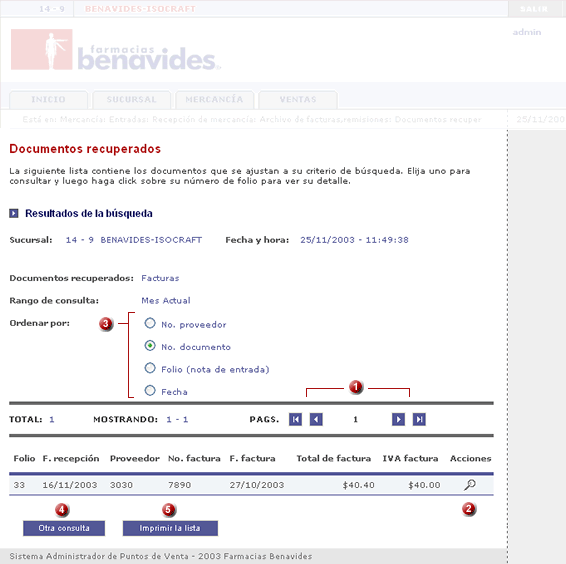 14 - 9 BENAVIDES-ISOCRAFT SALIR
admin
farmacias
benavides
INICIO SUCURSAL MERCANCÍA VENTAS
Está en: Mercancía: Entradas: Recepción de mercancía: Archivo de facturas,remisiones: Documentos recuper 25/11/200
Documentos recuperados
La siguiente lista contiene los documentos que se ajustan a su criterio de búsqueda. Elija uno para
consultar y luego haga click sobre su número de folio para ver su detalle.
Resultados de la búsqueda
Sucursal: 14 - 9 BENAVIDES-ISOCRAFT Fecha y hora: 25/11/2003 - 11:49:38
Documentos recuperados: Facturas
Rango de consulta: Mes Actual
Ordenar por: 3 No. proveedor
No. documento
Folio (nota de entrada)
Fecha
1
TOTAL: 1 MOSTRANDO: 1 - 1 PAGS. 1
Folio F. recepción Proveedor No. factura F. factura Total de factura IVA factura Acciones
33 16/11/2003 3030 7890 27/10/2003 $40.40 $40.00
4 5 2
Otra consulta Imprimir la lista
Sistema Administrador de Puntos de Venta - 2003 Farmacias Benavides